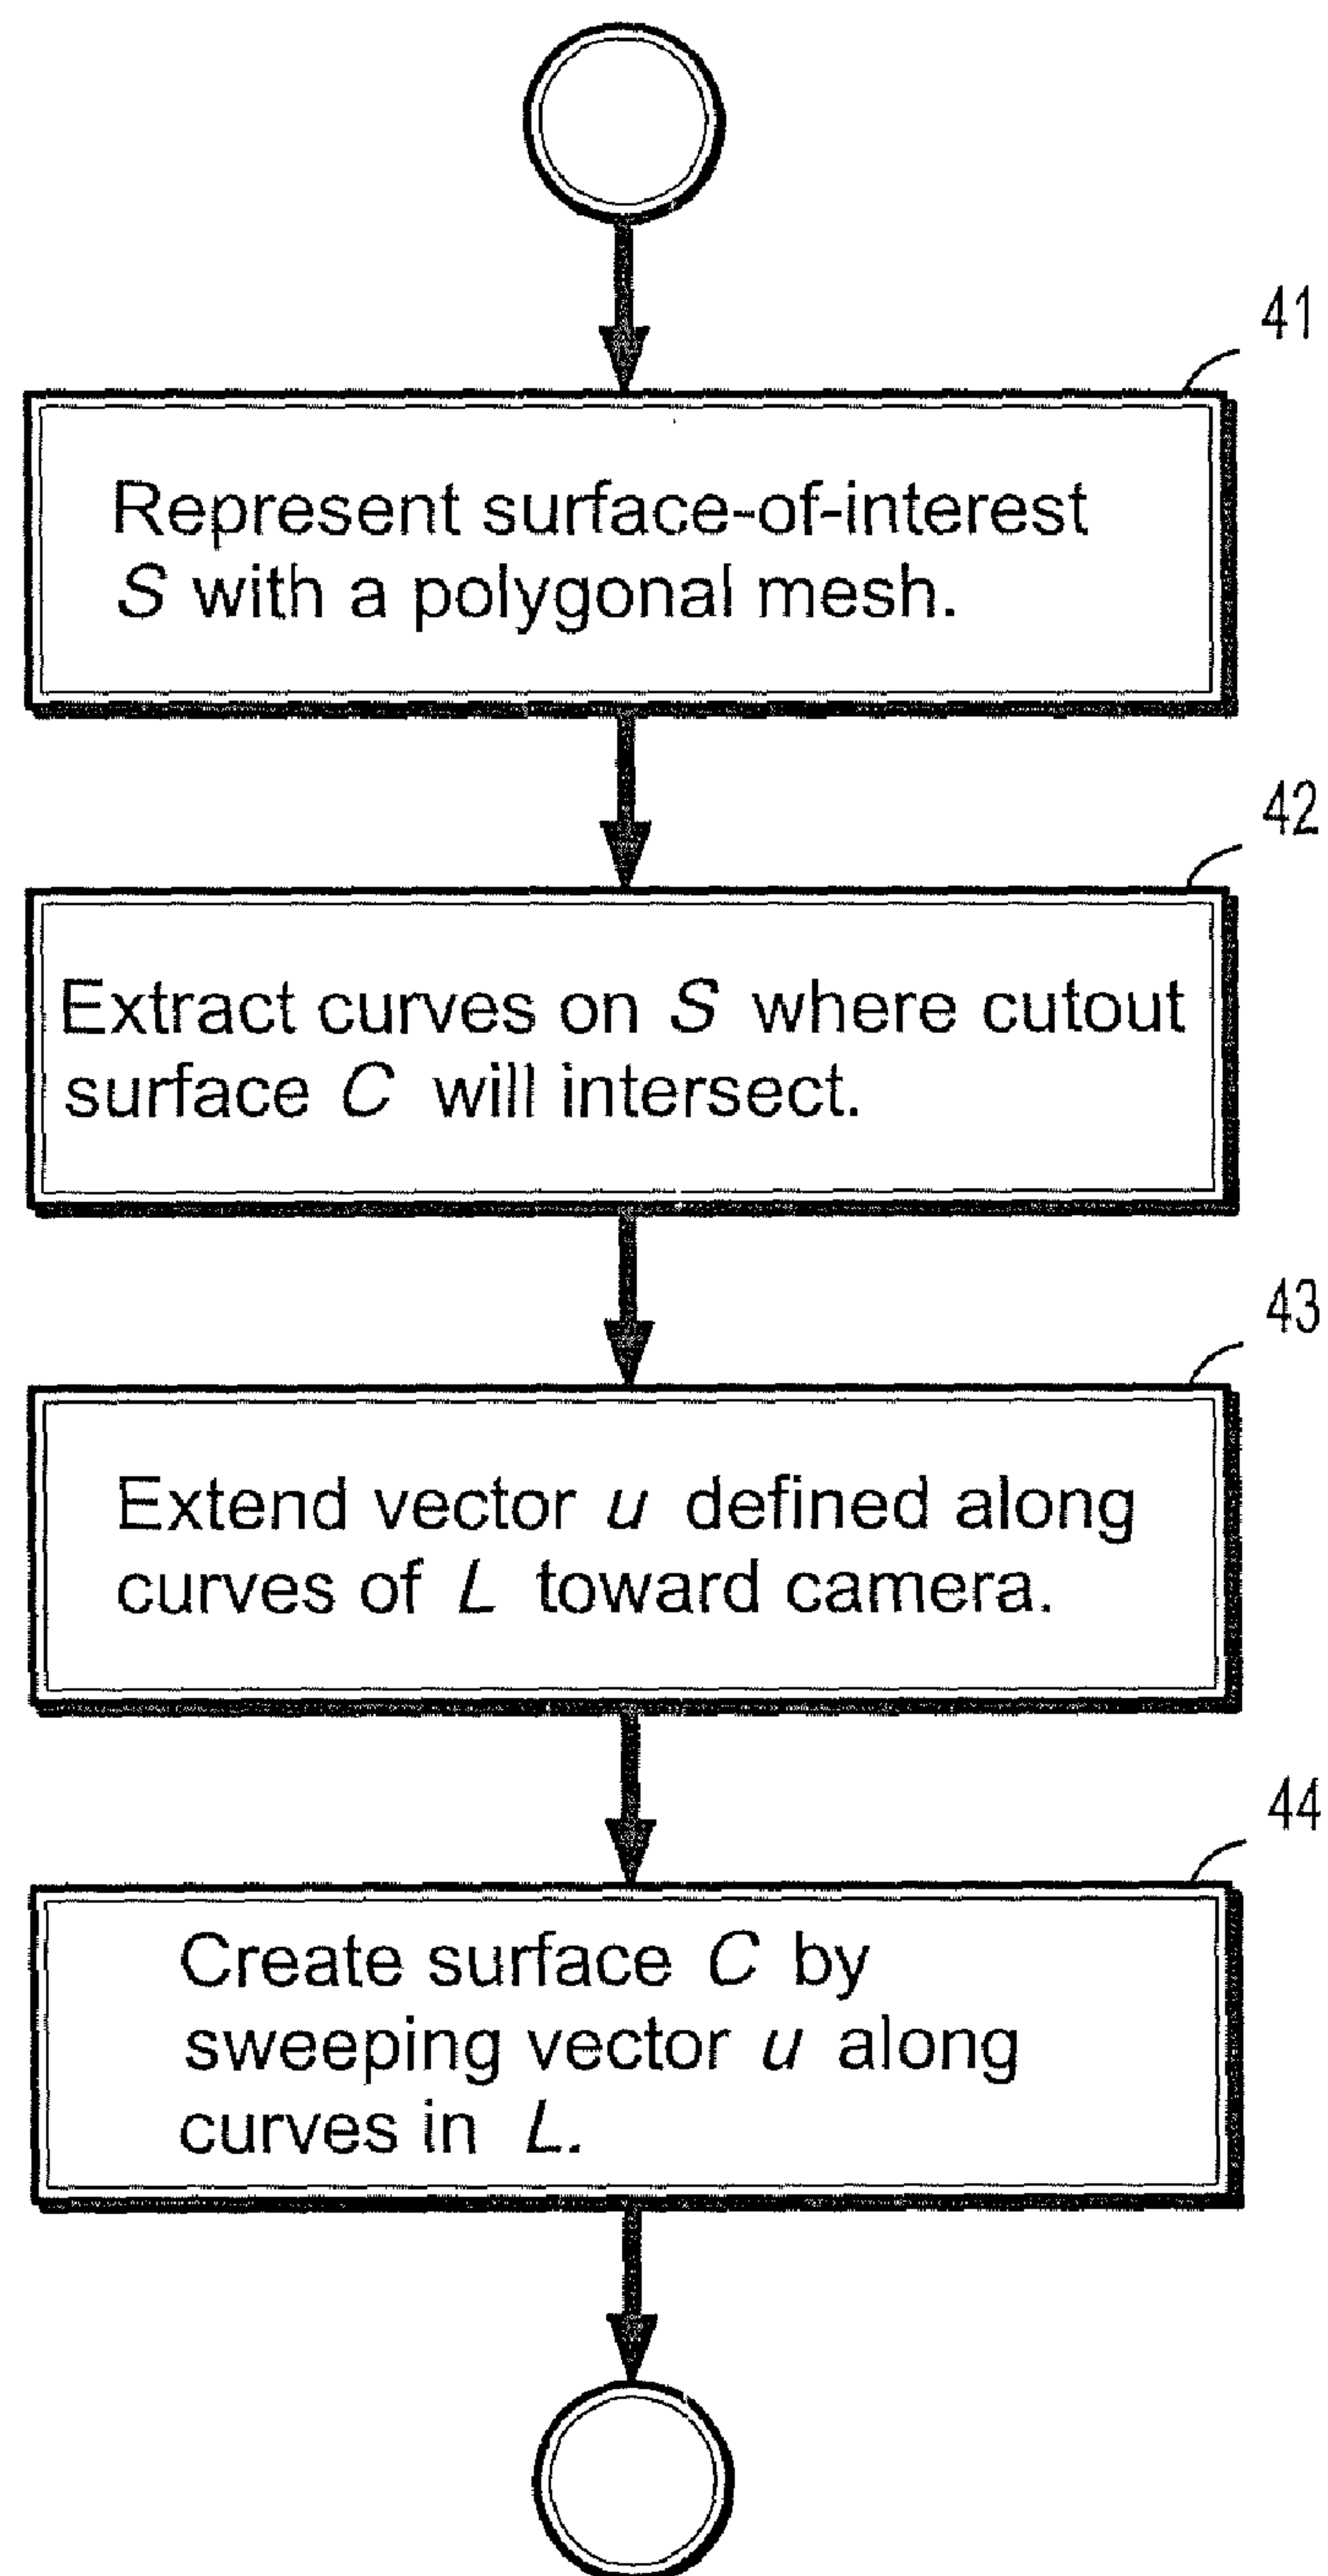 41
Represent surface-of-interest
S with a polygonal mesh.
42
Extract curves on S where cutout
surface C will intersect.
43
Extend vector u defined along
curves of L toward camera.
44
Create surface C by
sweeping vector u along
curves in L.